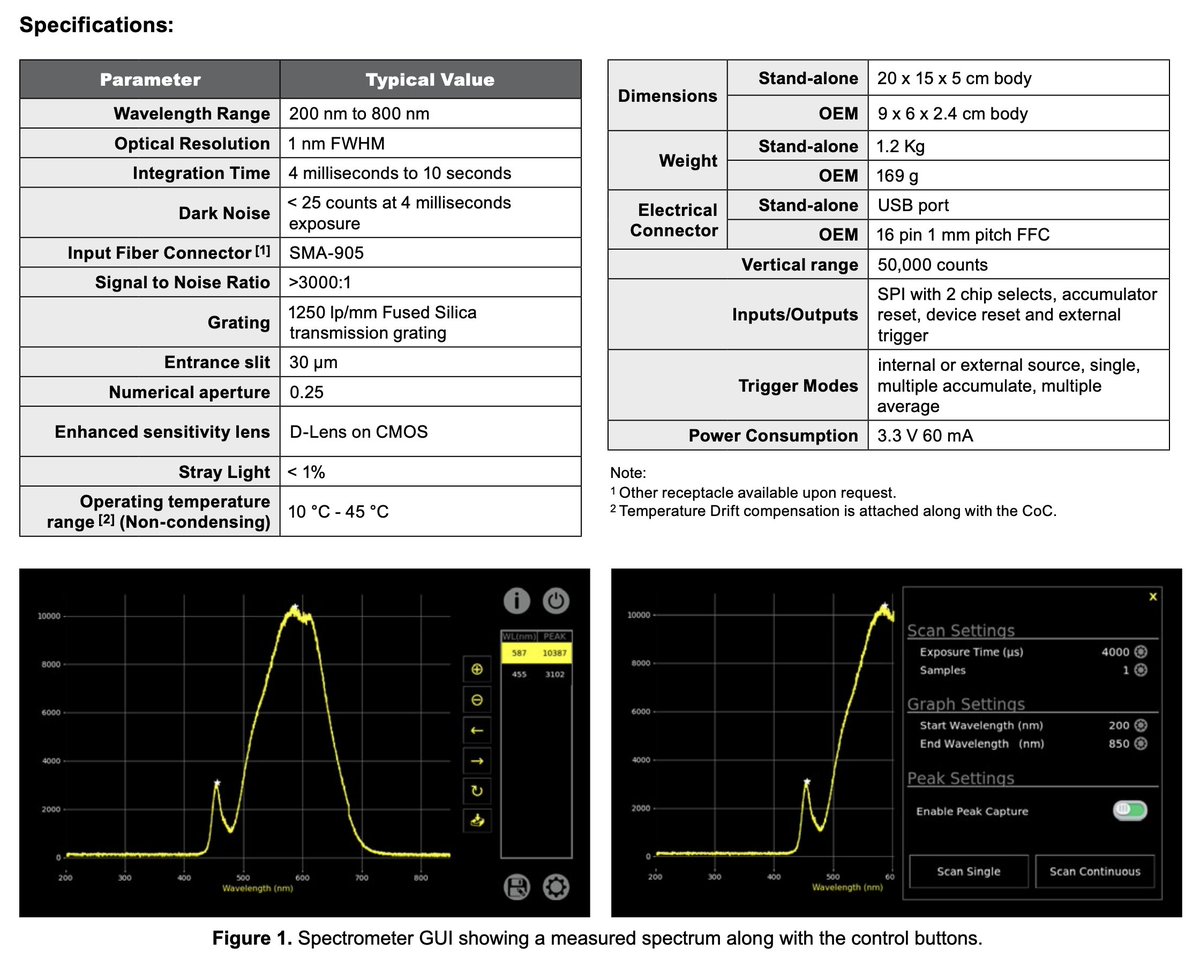 Specifications:
Parameter Typical Value
Wavelength Range 200 nm to 800 nm
Optical Resolution 1 nm FWHM
Integration Time 4 milliseconds to 10 seconds
Dark Noise < 25 counts at 4 milliseconds
exposure
Input Fiber Connector [1] SMA-905
Signal to Noise Ratio >3000:1
Grating 1250 lp/mm Fused Silica
transmission grating
Entrance slit 30 µm
Numerical aperture 0.25
Enhanced sensitivity lens D-Lens on CMOS
Stray Light < 1%
Operating temperature
range [2] (Non-condensing) 10 °C - 45 °C
Dimensions Stand-alone 20 x 15 x 5 cm body
OEM 9 x 6 x 2.4 cm body
Weight Stand-alone 1.2 Kg
OEM 169 g
Electrical
Connector Stand-alone USB port
OEM 16 pin 1 mm pitch FFC
Vertical range 50,000 counts
Inputs/Outputs SPI with 2 chip selects, accumulator
reset, device reset and external
trigger
Trigger Modes internal or external source, single,
multiple accumulate, multiple
average
Power Consumption 3.3 V 60 mA
Note:
1 Other receptacle available upon request.
2 Temperature Drift compensation is attached along with the CoC.
10000
8000
6000
4000
2000
0
200 300 400 500 600 700 800
Wavelength (nm)
i
WL(nm) PEAK
587 10387
455 3102
10000
8000
6000
4000
2000
0
200 300 400 500 60
Wavelength (nm)
x
Scan Settings
Exposure Time (µs) 4000
Samples 1
Graph Settings
Start Wavelength (nm) 200
End Wavelength (nm) 850
Peak Settings
Enable Peak Capture
Scan Single Scan Continuous
Figure 1. Spectrometer GUI showing a measured spectrum along with the control buttons.